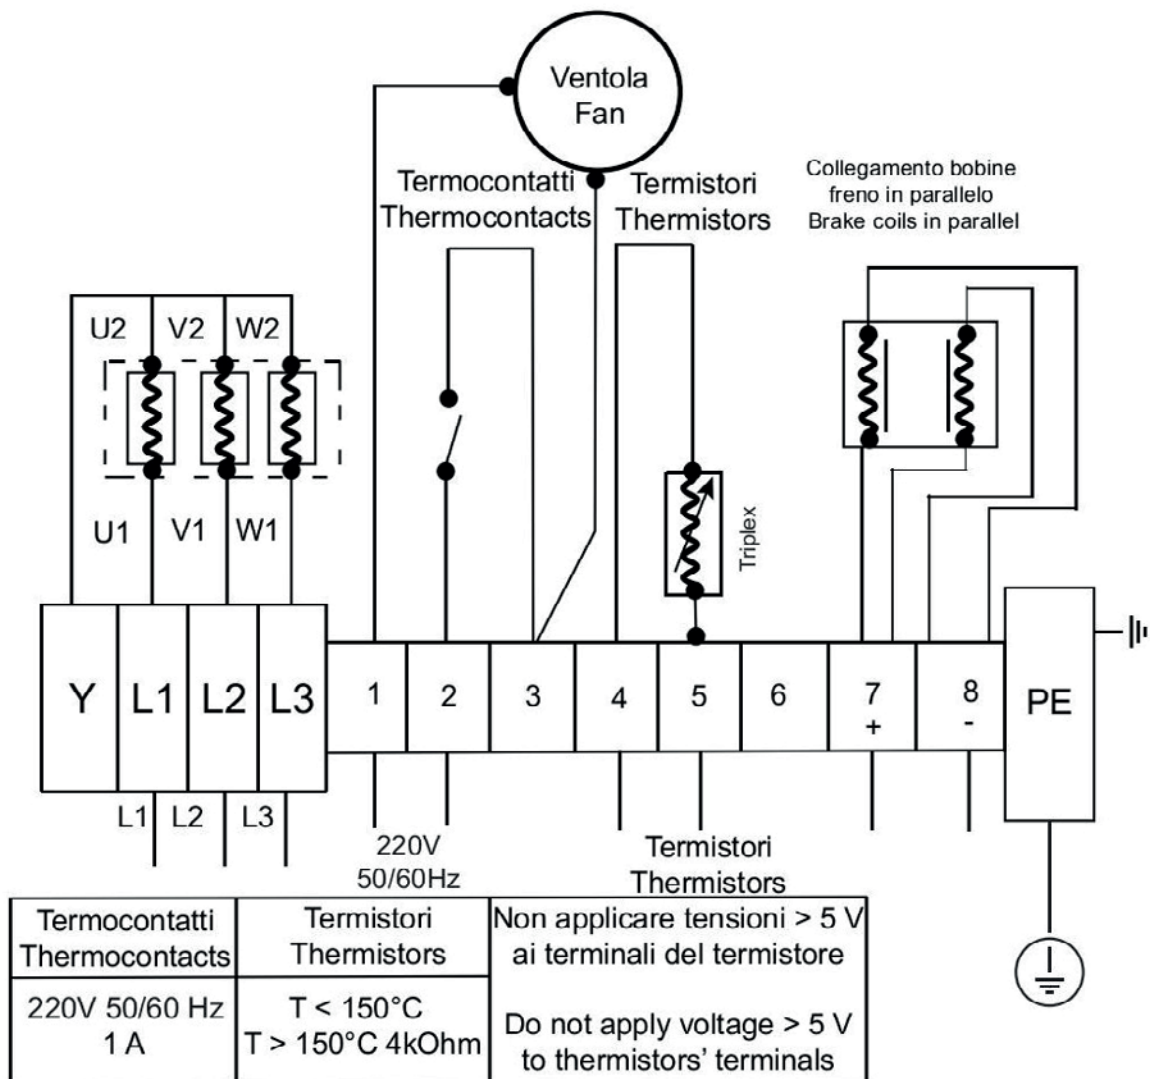 Ventola
Fan
Termocontatti
Thermocontacts
Termistori
Thermistors
Collegamento bobine
freno in parallelo
Brake coils in parallel
U2
V2
W2
U1
V1
W1
Triplex
Y
L1
L2
L3
1
2
3
4
5
6
7
+
8
-
PE
L1
L2
L3
220V
50/60Hz
Termistori
Thermistors
Termocontatti
Thermocontacts
220V 50/60 Hz
1 A
Termistori
Thermistors
T < 150°C
T > 150°C 4kOhm
Non applicare tensioni > 5 V
ai terminali del termistore
Do not apply voltage > 5 V
to thermistors' terminals